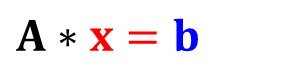 A * x = b